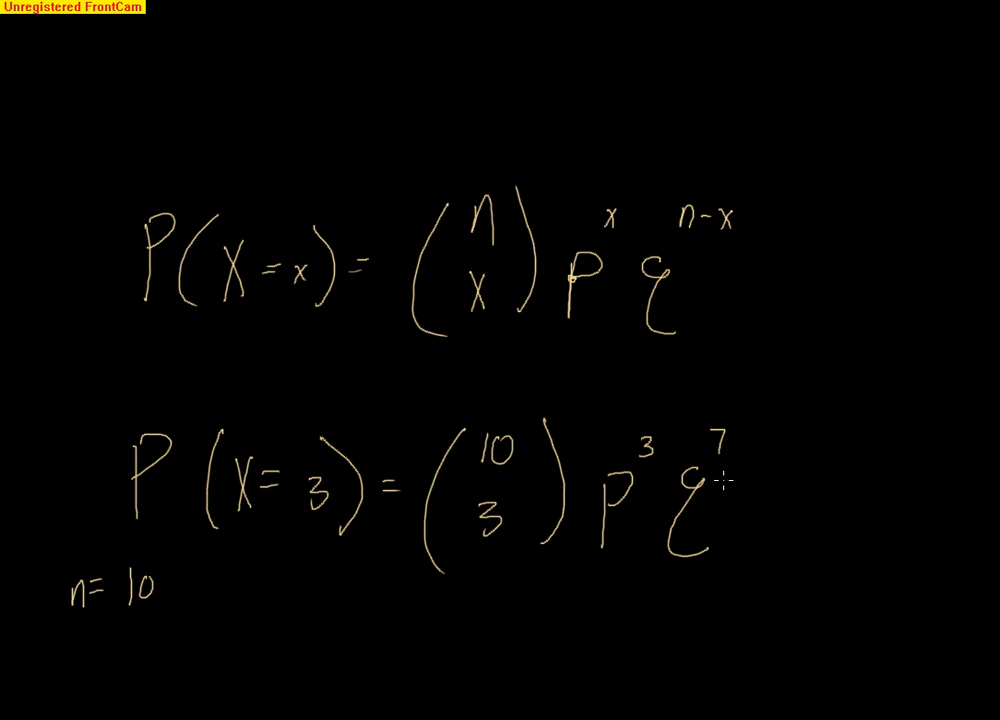 Unregistered FrontCam
P(X=x) = (n x) p^x q^n-x
P(X=3) = (10 3) p^3 q^7
n=10